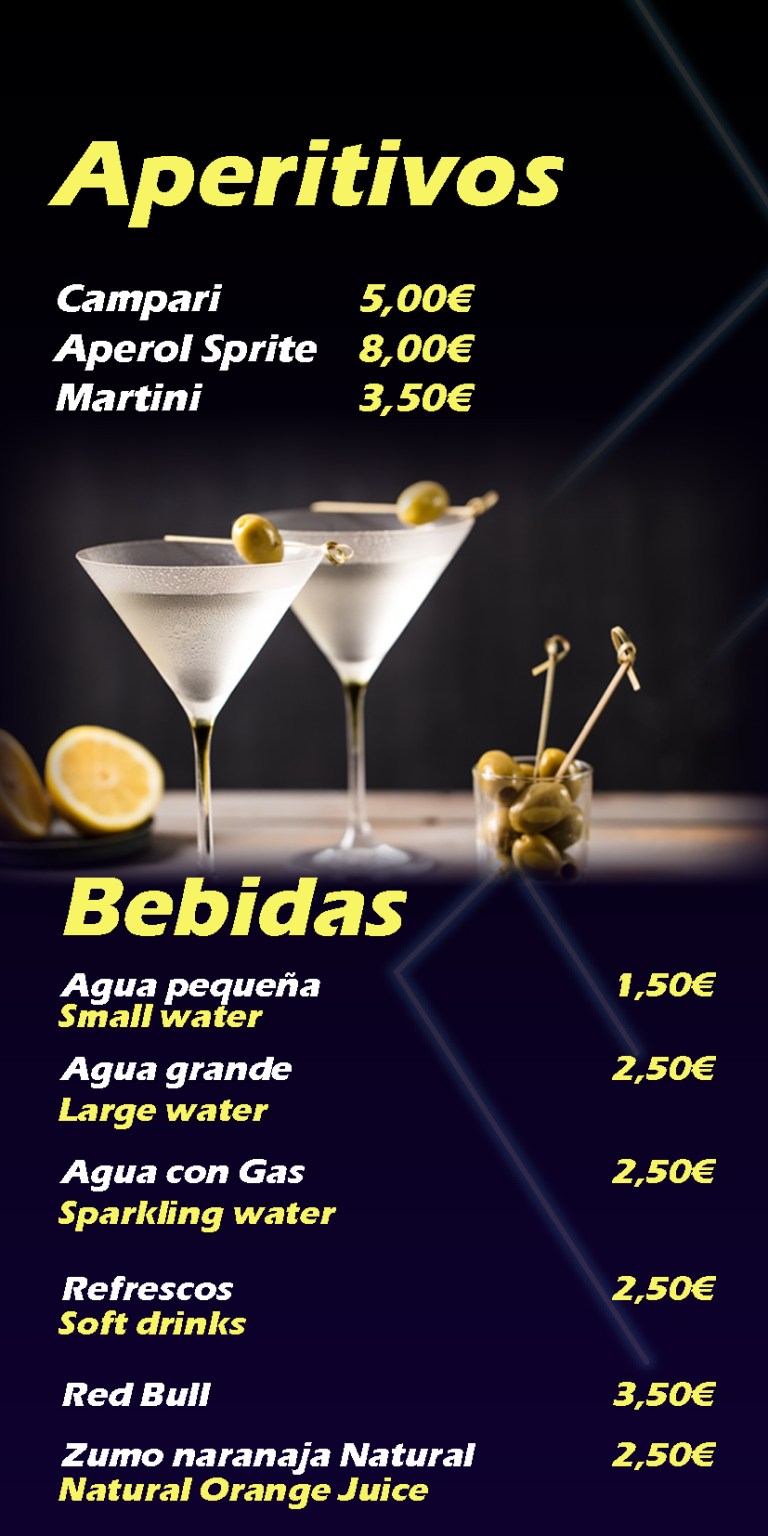 Aperitivos
Campari 5,00€
Aperol Sprite 8,00€
Martini 3,50€
Bebidas
Agua pequeña 1,50€
Small water
Agua grande 2,50€
Large water
Agua con Gas 2,50€
Sparkling water
Refrescos 2,50€
Soft drinks
Red Bull 3,50€
Zumo naranaja Natural 2,50€
Natural Orange Juice